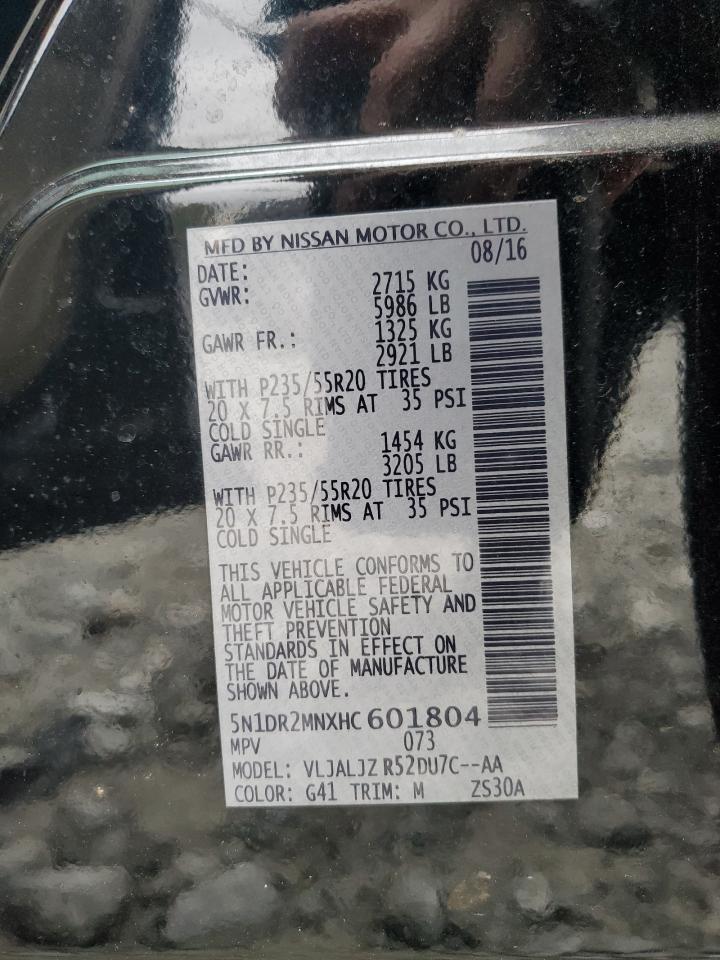 MFD BY NISSAN MOTOR CO., LTD.
DATE: 08/16
GVWR: 2715 KG
5986 LB
GAWR FR.: 1325 KG
2921 LB
WITH P235/55R20 TIRES
20 X 7.5 RIMS AT 35 PSI
COLD SINGLE
GAWR RR.: 1454 KG
3205 LB
WITH P235/55R20 TIRES
20 X 7.5 RIMS AT 35 PSI
COLD SINGLE
THIS VEHICLE CONFORMS TO
ALL APPLICABLE FEDERAL
MOTOR VEHICLE SAFETY AND
THEFT PREVENTION
STANDARDS IN EFFECT ON
THE DATE OF MANUFACTURE
SHOWN ABOVE.
5N1DR2MNXHC601804
MPV 073
MODEL: VLJALJZ R52DU7C--AA
COLOR: G41 TRIM: M ZS30A